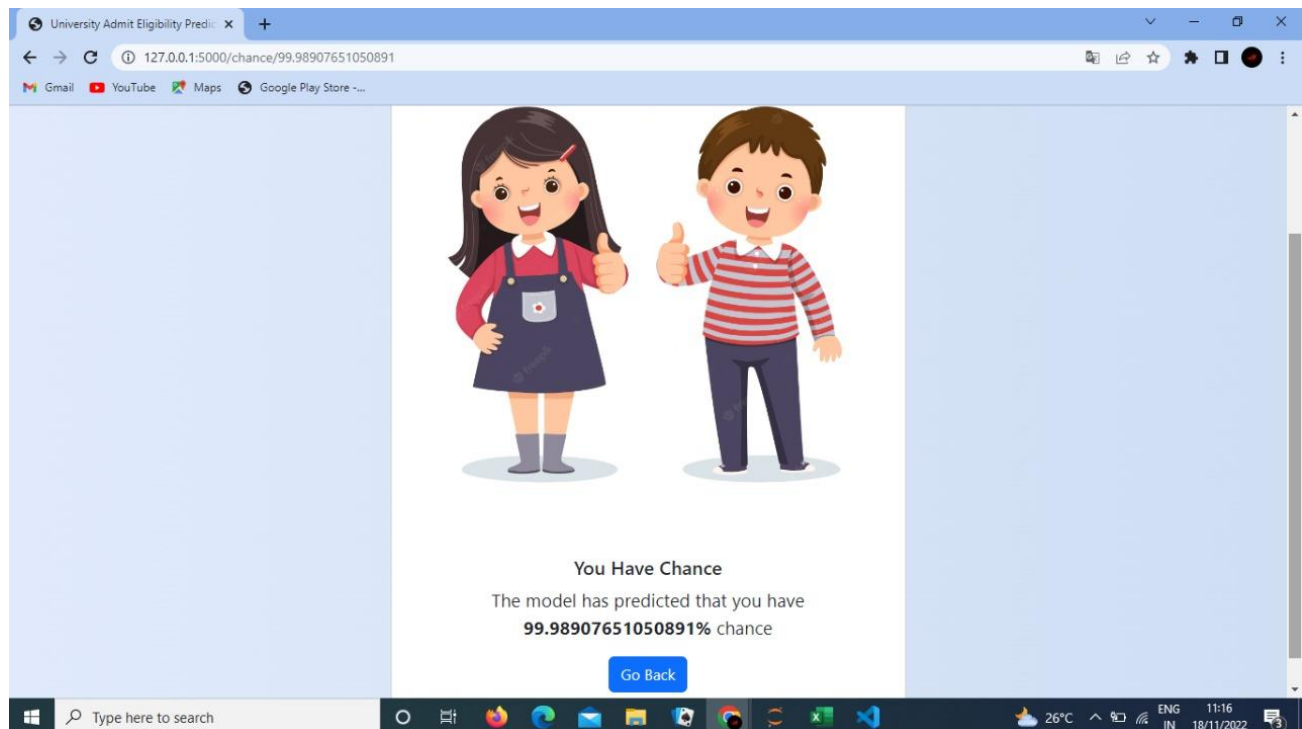 University Admit Eligibility Predic
127.0.0.1:5000/chance/99.98907651050891
Gmail YouTube Maps Google Play Store -...
You Have Chance
The model has predicted that you have
99.98907651050891% chance
Go Back
Type here to search
26°C
ENG 11:16
IN 18/11/2022
3